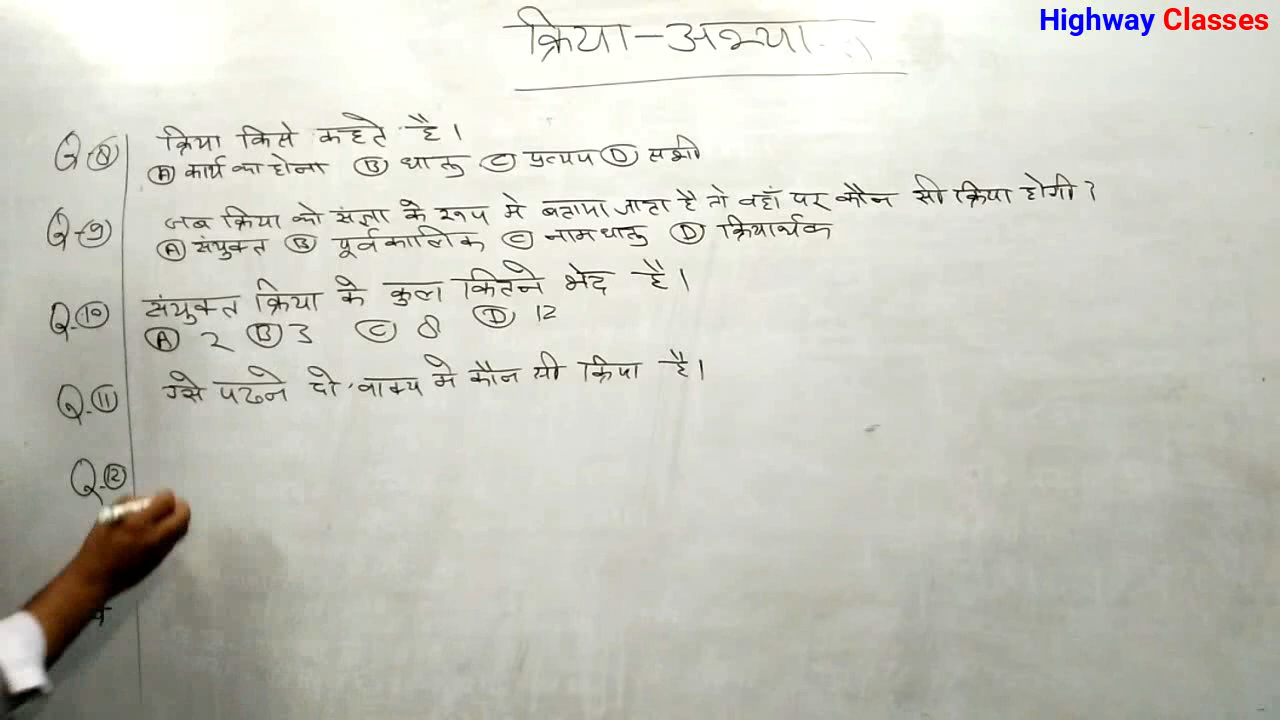 Highway Classes
क्रिया-अभ्या
Q-8 क्रिया किसे कहते है।
A कार्य का होना B धातु C प्रत्यय D सभी
Q-9 जब क्रिया को संज्ञा के रूप मे बताया जाता है तो वहाँ पर कौन सी क्रिया होगी?
A संयुक्त B पूर्वकालिक C नामधातु D क्रियार्थक
Q.10 संयुक्त क्रिया के कुल कितने भेद है।
A 2 B 3 C 8 D 12
Q.11 पढने दो, वाक्य मे कौन सी क्रिया है।
Q.12